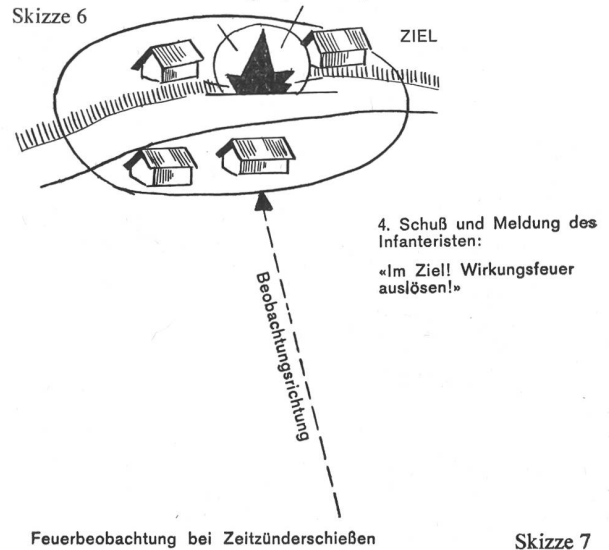 Skizze 6
ZIEL
4. Schuß und Meldung des
Infanteristen:
«Im Ziel! Wirkungsfeuer
auslösen!»
Beobachtungsrichtung
Feuerbeobachtung bei Zeitzünderschießen
Skizze 7